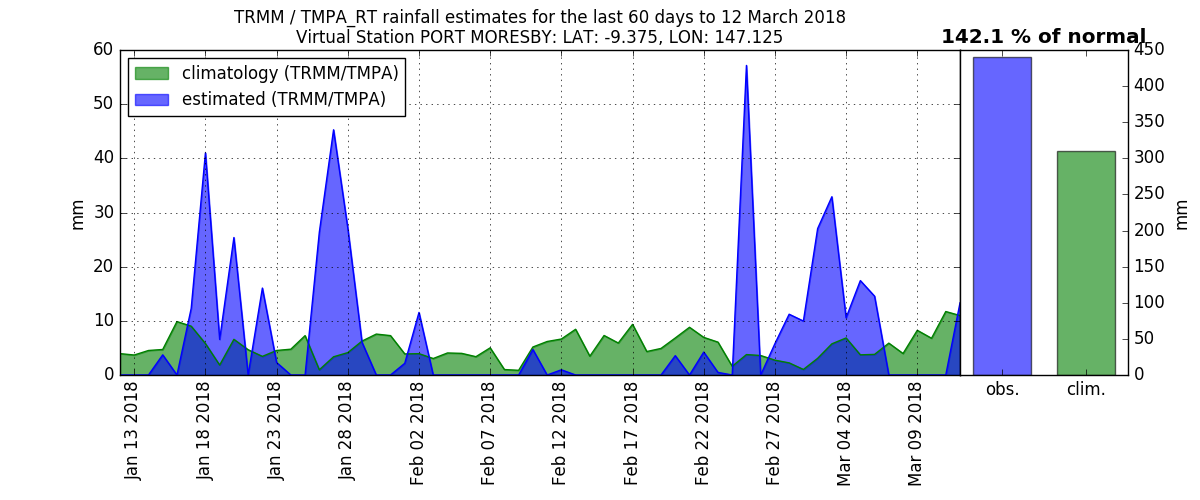 TRMM / TMPA_RT rainfall estimates for the last 60 days to 12 March 2018
Virtual Station PORT MORESBY: LAT: -9.375, LON: 147.125
142.1 % of normal
climatology (TRMM/TMPA)
estimated (TRMM/TMPA)
60
50
40
30
20
10
0
mm
Jan 13 2018
Jan 18 2018
Jan 23 2018
Jan 28 2018
Feb 02 2018
Feb 07 2018
Feb 12 2018
Feb 17 2018
Feb 22 2018
Feb 27 2018
Mar 04 2018
Mar 09 2018
obs.
clim.
450
400
350
300
250
200
150
100
50
0
mm